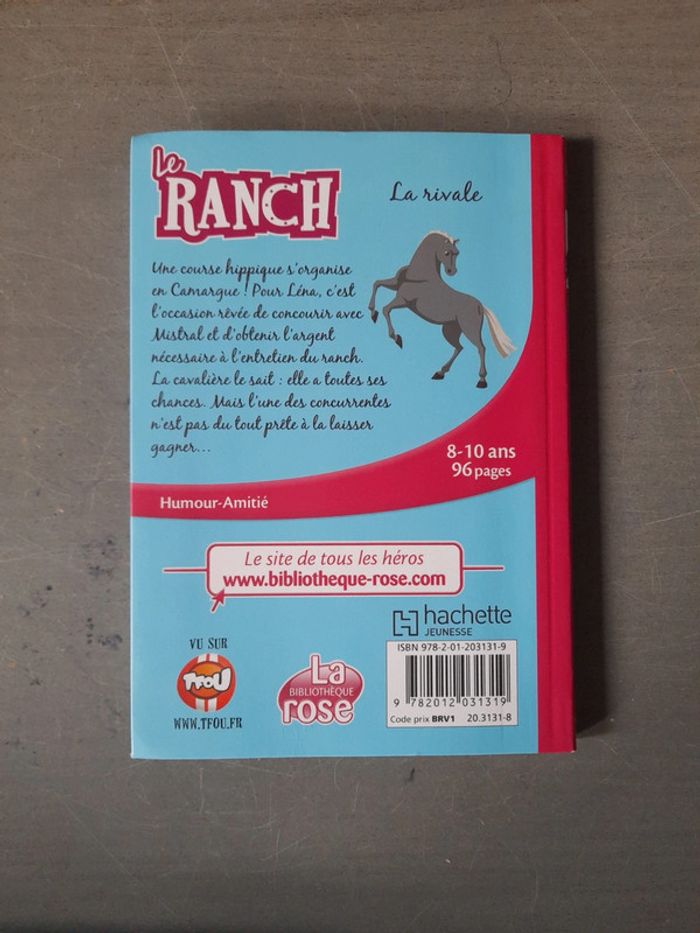 Le
RANCH
La rivale
Une course hippique s'organise
en Camargue ! Pour Léna, c'est
l'occasion rêvée de concourir avec
Mistral et d'obtenir l'argent
nécessaire à l'entretien du ranch.
La cavalière le sait : elle a toutes ses
chances. Mais l'une des concurrentes
n'est pas du tout prête à la laisser
gagner...
8-10 ans
96 pages
Humour-Amitié
Le site de tous les héros
www.bibliotheque-rose.com
hachette
JEUNESSE
VU SUR
TFOU
WWW.TFOU.FR
La
BIBLIOTHÈQUE
rose
ISBN 978-2-01-203131-9
9 782012 031319
Code prix BRV1 20.3131-8